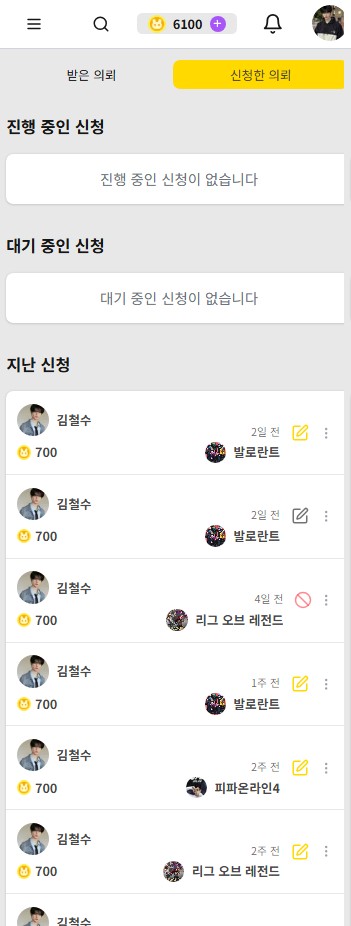 6100
받은 의뢰
신청한 의뢰
진행 중인 신청
진행 중인 신청이 없습니다
대기 중인 신청
대기 중인 신청이 없습니다
지난 신청
김철수
2일 전
700
발로란트
김철수
2일 전
700
발로란트
김철수
4일 전
700
리그 오브 레전드
김철수
1주 전
700
발로란트
김철수
2주 전
700
피파온라인4
김철수
2주 전
700
리그 오브 레전드
김철수